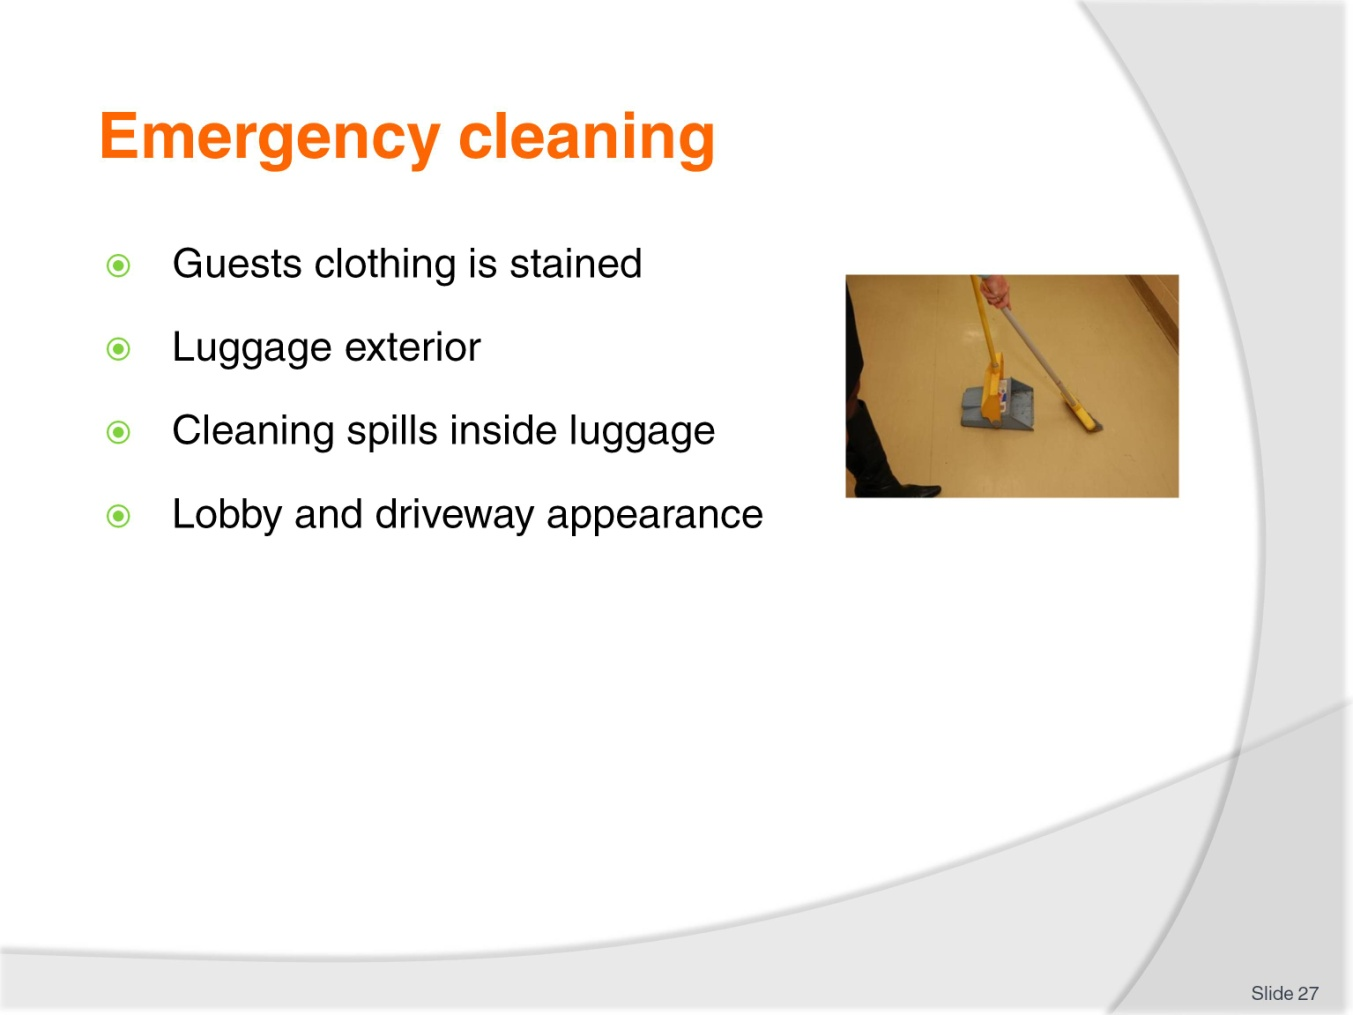 Emergency cleaning
Guests clothing is stained
Luggage exterior
Cleaning spills inside luggage
Lobby and driveway appearance
Slide 27